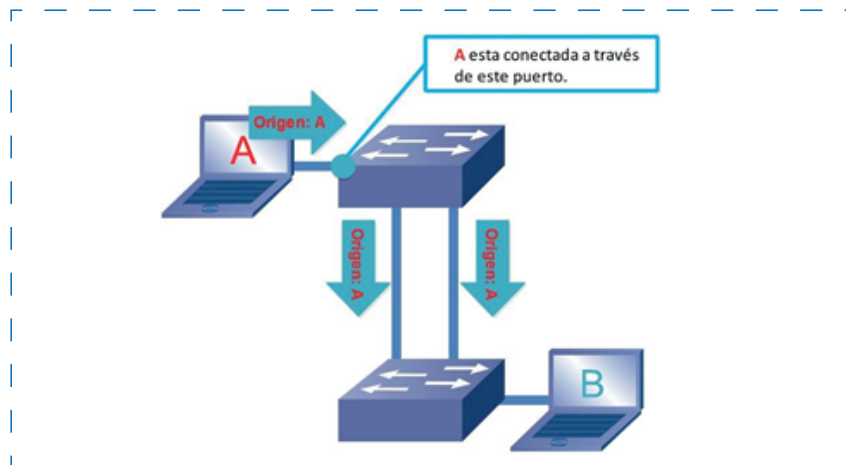 A esta conectada a través
de este puerto.
Origen: A
A
Origen: A
Origen: A
B